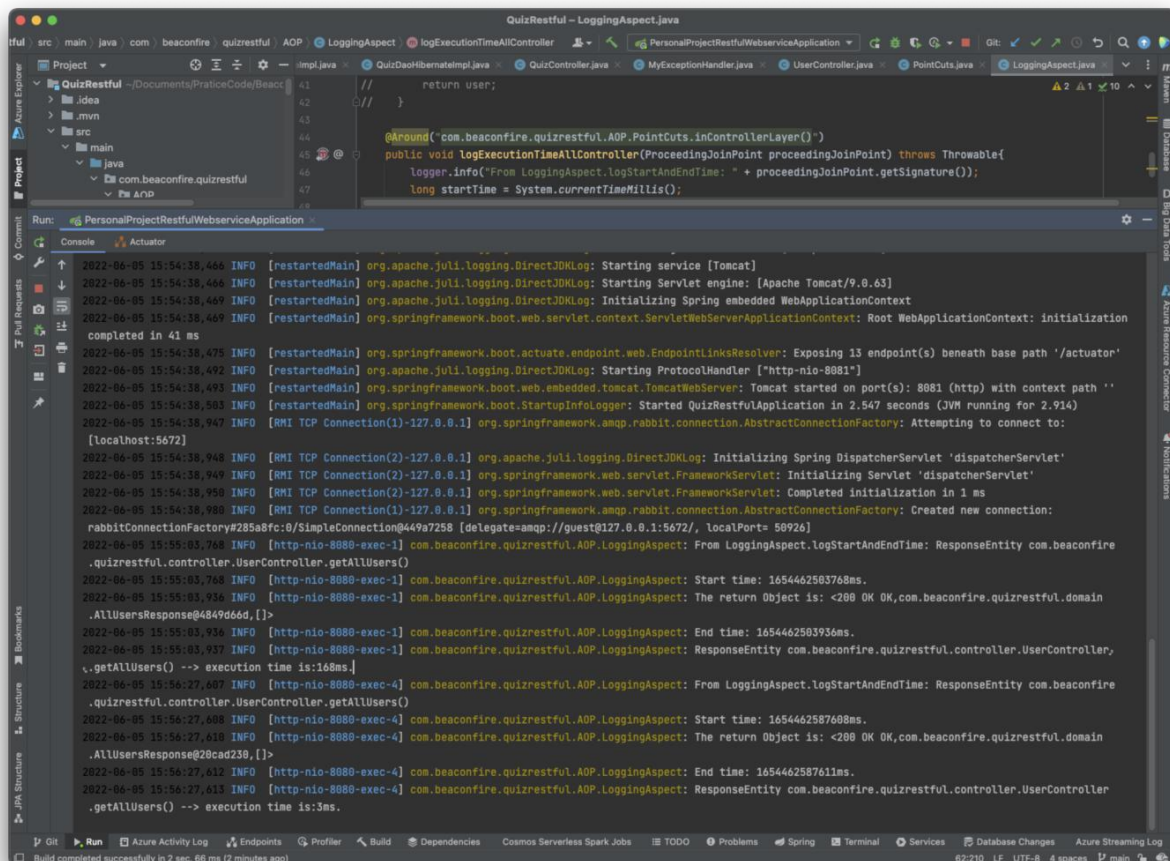 QuizRestful – LoggingAspect.java
tful src main java com beaconfire quizrestful AOP LoggingAspect logExecutionTimeAllController PersonalProjectRestfulWebserviceApplication Git:
Project slmpl.java QuizDaoHibernateImpl.java QuizController.java MyExceptionHandler.java UserController.java PointCuts.java LoggingAspect.java
QuizRestful ~/Documents/PraticeCode/Beacc 41 // return user; 2 1 10
.idea 42 // }
.mvn 43
src 44 @Around("com.beaconfire.quizrestful.AOP.PointCuts.inControllerLayer()")
main 45 @ public void logExecutionTimeAllController(ProceedingJoinPoint proceedingJoinPoint) throws Throwable{
java 46 logger.info("From LoggingAspect.logStartAndEndTime: " + proceedingJoinPoint.getSignature());
com.beaconfire.quizrestful 47 long startTime = System.currentTimeMillis();
AOP 48
Run: PersonalProjectRestfulWebserviceApplication
Console Actuator
2022-06-05 15:54:38,466 INFO [restartedMain] org.apache.juli.logging.DirectJDKLog: Starting service [Tomcat]
2022-06-05 15:54:38,466 INFO [restartedMain] org.apache.juli.logging.DirectJDKLog: Starting Servlet engine: [Apache Tomcat/9.0.63]
2022-06-05 15:54:38,469 INFO [restartedMain] org.apache.juli.logging.DirectJDKLog: Initializing Spring embedded WebApplicationContext
2022-06-05 15:54:38,469 INFO [restartedMain] org.springframework.boot.web.servlet.context.ServletWebServerApplicationContext: Root WebApplicationContext: initialization
completed in 41 ms
2022-06-05 15:54:38,475 INFO [restartedMain] org.springframework.boot.actuate.endpoint.web.EndpointLinksResolver: Exposing 13 endpoint(s) beneath base path '/actuator'
2022-06-05 15:54:38,492 INFO [restartedMain] org.apache.juli.logging.DirectJDKLog: Starting ProtocolHandler ["http-nio-8081"]
2022-06-05 15:54:38,493 INFO [restartedMain] org.springframework.boot.web.embedded.tomcat.TomcatWebServer: Tomcat started on port(s): 8081 (http) with context path ''
2022-06-05 15:54:38,503 INFO [restartedMain] org.springframework.boot.StartupInfoLogger: Started QuizRestfulApplication in 2.547 seconds (JVM running for 2.914)
2022-06-05 15:54:38,947 INFO [RMI TCP Connection(1)-127.0.0.1] org.springframework.amqp.rabbit.connection.AbstractConnectionFactory: Attempting to connect to:
[localhost:5672]
2022-06-05 15:54:38,948 INFO [RMI TCP Connection(2)-127.0.0.1] org.apache.juli.logging.DirectJDKLog: Initializing Spring DispatcherServlet 'dispatcherServlet'
2022-06-05 15:54:38,949 INFO [RMI TCP Connection(2)-127.0.0.1] org.springframework.web.servlet.FrameworkServlet: Initializing Servlet 'dispatcherServlet'
2022-06-05 15:54:38,950 INFO [RMI TCP Connection(2)-127.0.0.1] org.springframework.web.servlet.FrameworkServlet: Completed initialization in 1 ms
2022-06-05 15:54:38,980 INFO [RMI TCP Connection(1)-127.0.0.1] org.springframework.amqp.rabbit.connection.AbstractConnectionFactory: Created new connection:
rabbitConnectionFactory#285a8fc:0/SimpleConnection@449a7258 [delegate=amqp://guest@127.0.0.1:5672/, localPort= 50926]
2022-06-05 15:55:03,768 INFO [http-nio-8080-exec-1] com.beaconfire.quizrestful.AOP.LoggingAspect: From LoggingAspect.logStartAndEndTime: ResponseEntity com.beaconfire
.quizrestful.controller.UserController.getAllUsers()
2022-06-05 15:55:03,768 INFO [http-nio-8080-exec-1] com.beaconfire.quizrestful.AOP.LoggingAspect: Start time: 1654462503768ms.
2022-06-05 15:55:03,936 INFO [http-nio-8080-exec-1] com.beaconfire.quizrestful.AOP.LoggingAspect: The return Object is: <200 OK OK,com.beaconfire.quizrestful.domain
.AllUsersResponse@4849d66d,[]>
2022-06-05 15:55:03,936 INFO [http-nio-8080-exec-1] com.beaconfire.quizrestful.AOP.LoggingAspect: End time: 1654462503936ms.
2022-06-05 15:55:03,937 INFO [http-nio-8080-exec-1] com.beaconfire.quizrestful.AOP.LoggingAspect: ResponseEntity com.beaconfire.quizrestful.controller.UserController
.getAllUsers() --> execution time is:168ms.
2022-06-05 15:56:27,607 INFO [http-nio-8080-exec-4] com.beaconfire.quizrestful.AOP.LoggingAspect: From LoggingAspect.logStartAndEndTime: ResponseEntity com.beaconfire
.quizrestful.controller.UserController.getAllUsers()
2022-06-05 15:56:27,608 INFO [http-nio-8080-exec-4] com.beaconfire.quizrestful.AOP.LoggingAspect: Start time: 1654462587608ms.
2022-06-05 15:56:27,610 INFO [http-nio-8080-exec-4] com.beaconfire.quizrestful.AOP.LoggingAspect: The return Object is: <200 OK OK,com.beaconfire.quizrestful.domain
.AllUsersResponse@20cad230,[]>
2022-06-05 15:56:27,612 INFO [http-nio-8080-exec-4] com.beaconfire.quizrestful.AOP.LoggingAspect: End time: 1654462587611ms.
2022-06-05 15:56:27,613 INFO [http-nio-8080-exec-4] com.beaconfire.quizrestful.AOP.LoggingAspect: ResponseEntity com.beaconfire.quizrestful.controller.UserController
.getAllUsers() --> execution time is:3ms.
Git Run Azure Activity Log Endpoints Profiler Build Dependencies Cosmos Serverless Spark Jobs TODO Problems Spring Terminal Services Database Changes Azure Streaming Log
Build completed successfully in 2 sec, 66 ms (2 minutes ago) 62:210 LF UTF-8 4 spaces main
Azure Explorer
Project
Commit
Pull Requests
Bookmarks
Structure
JPA Structure
Maven
Database
Big Data Tools
Azure Resource Connector
Notifications